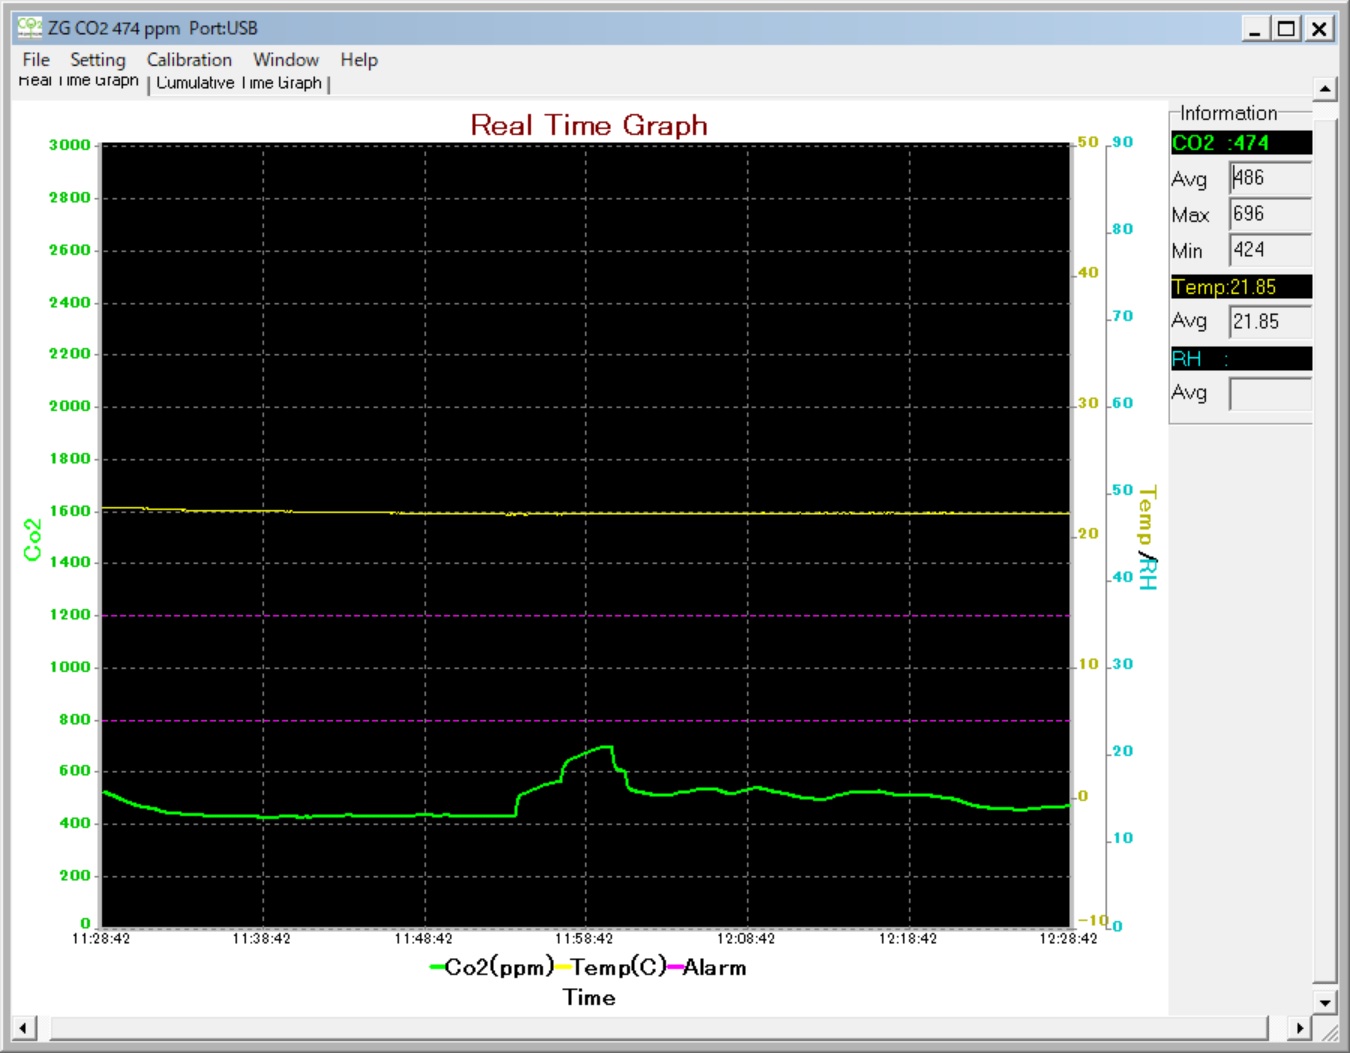 ZG CO2 474 ppm Port:USB
File Setting Calibration Window Help
Real Time Graph Cumulative Time Graph
Real Time Graph
3000
2800
2600
2400
2200
2000
1800
1600
1400
1200
1000
800
600
400
200
0
Co2
50
40
30
20
10
0
-10
90
80
70
60
50
40
30
20
10
0
Temp/RH
11:28:42 11:38:42 11:48:42 11:58:42 12:08:42 12:18:42 12:28:42
Co2(ppm) Temp(C) Alarm
Time
Information
CO2 :474
Avg 486
Max 696
Min 424
Temp:21.85
Avg 21.85
RH :
Avg